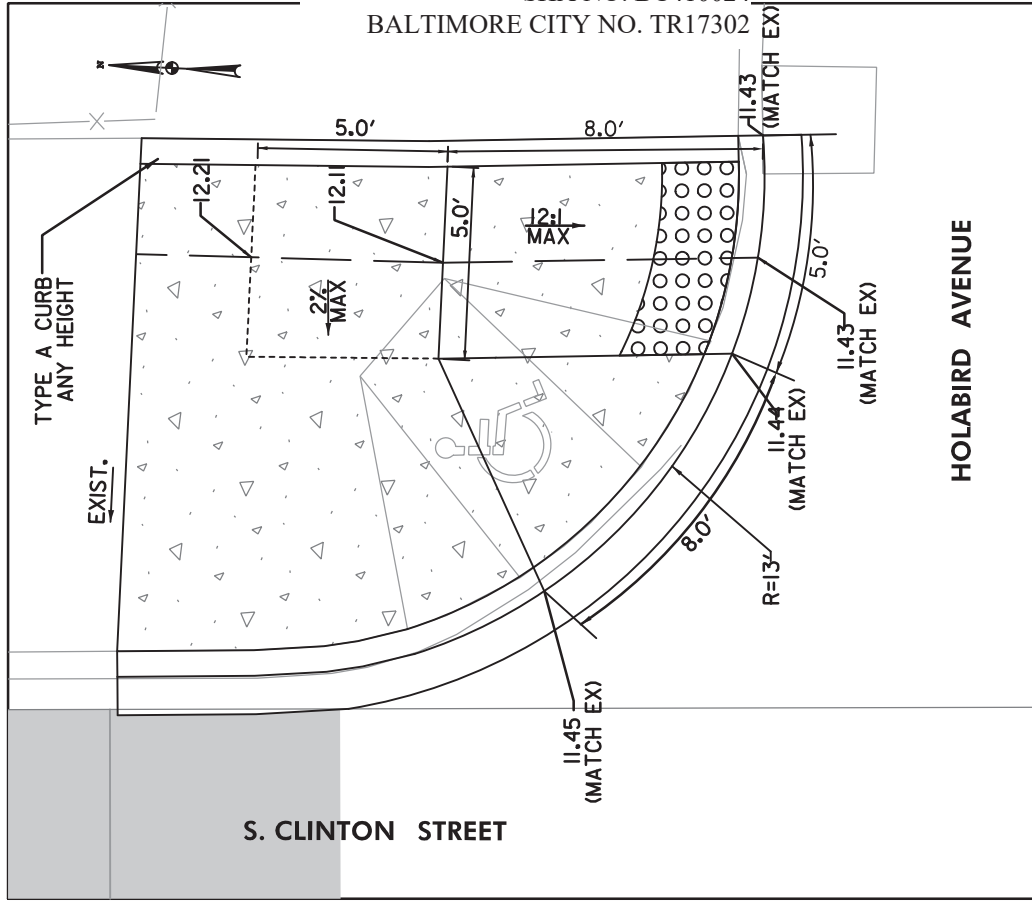 BALTIMORE CITY NO. TR17302
N
5.0'
8.0'
11.43
(MATCH EX)
12.21
12.11
TYPE A CURB
ANY HEIGHT
5.0'
12:1
MAX
2%
MAX
5.0'
11.43
(MATCH EX)
11.44
(MATCH EX)
HOLABIRD AVENUE
EXIST.
8.0'
R=13'
11.45
(MATCH EX)
S. CLINTON STREET